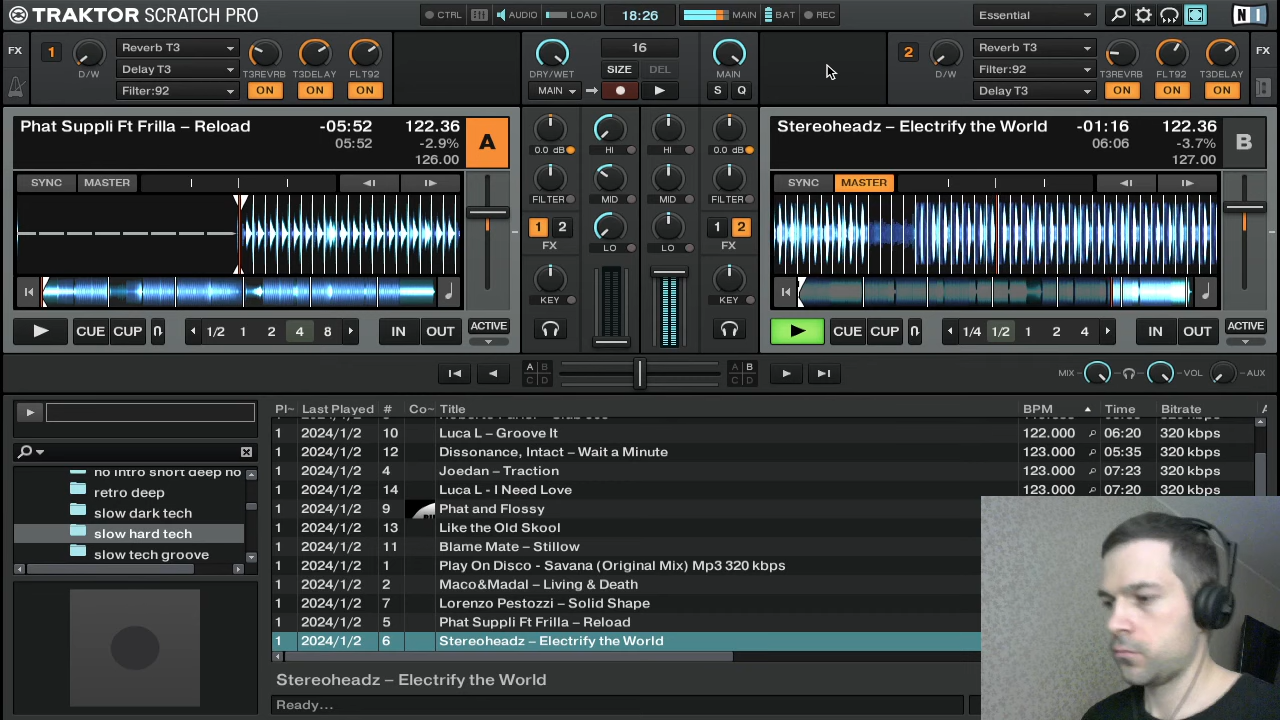 TRAKTOR SCRATCH PRO
CTRL AUDIO LOAD 18:26 MAIN BAT REC
Essential
N I
FX
1
D/W
Reverb T3
Delay T3
Filter:92
T3REVRB T3DELAY FLT92
ON ON ON
DRY/WET
16
SIZE DEL
MAIN
MAIN
S Q
2
D/W
Reverb T3
Filter:92
Delay T3
T3REVRB FLT92 T3DELAY
ON ON ON
FX
Phat Suppli Ft Frilla – Reload
-05:52 122.36
05:52 -2.9%
126.00
A
SYNC MASTER
CUE CUP 1/2 1 2 4 8 IN OUT ACTIVE
0.0 dB HI HI 0.0 dB
FILTER MID MID FILTER
1 2 1 2
FX LO LO FX
KEY KEY
Stereoheadz – Electrify the World
-01:16 122.36
06:06 -3.7%
127.00
B
SYNC MASTER
CUE CUP 1/4 1/2 1 2 4 IN OUT ACTIVE
A B A B
C D C D
MIX VOL AUX
Pl~ Last Played # Co~ Title BPM Time Bitrate
1 2024/1/2 10 Luca L – Groove It 122.000 06:20 320 kbps
1 2024/1/2 12 Dissonance, Intact – Wait a Minute 123.000 05:35 320 kbps
1 2024/1/2 4 Joedan – Traction 123.000 07:23 320 kbps
1 2024/1/2 14 Luca L - I Need Love 123.000 07:20 320 kbps
1 2024/1/2 9 Phat and Flossy
1 2024/1/2 13 Like the Old Skool
1 2024/1/2 11 Blame Mate – Stillow
1 2024/1/2 1 Play On Disco - Savana (Original Mix) Mp3 320 kbps
1 2024/1/2 2 Maco&Madal – Living & Death
1 2024/1/2 7 Lorenzo Pestozzi – Solid Shape
1 2024/1/2 5 Phat Suppli Ft Frilla – Reload
1 2024/1/2 6 Stereoheadz – Electrify the World
no intro short deep no
retro deep
slow dark tech
slow hard tech
slow tech groove
Stereoheadz – Electrify the World
Ready...